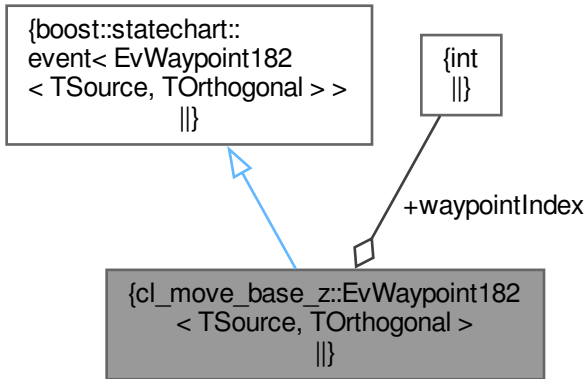 {boost::statechart::
event< EvWaypoint182
< TSource, TOrthogonal > >
||}
{int
||}
+waypointIndex
{cl_move_base_z::EvWaypoint182
< TSource, TOrthogonal >
||}